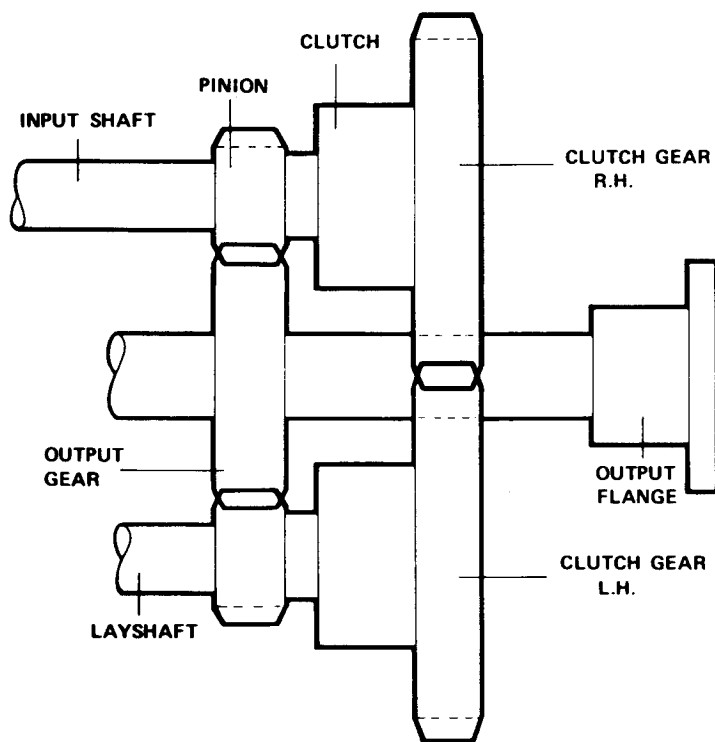 CLUTCH
PINION
INPUT SHAFT
CLUTCH GEAR
R.H.
OUTPUT
GEAR
OUTPUT
FLANGE
CLUTCH GEAR
L.H.
LAYSHAFT